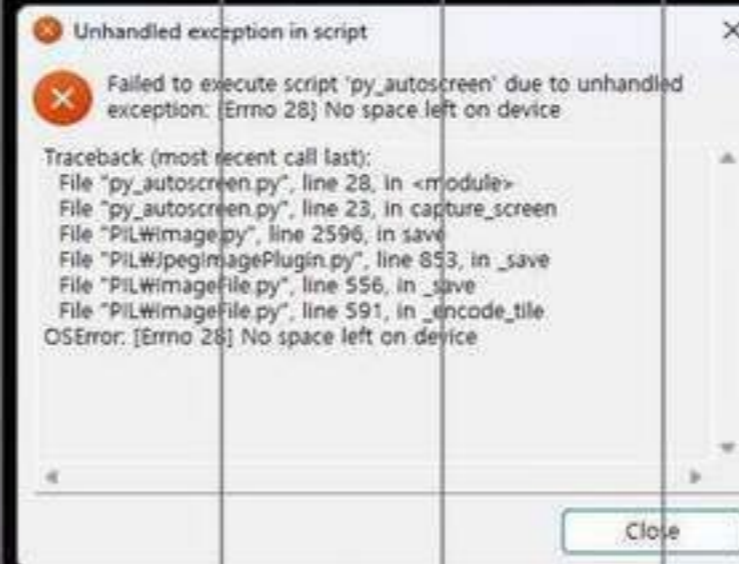 Unhandled exception in script
Failed to execute script 'py_autoscreen' due to unhandled
exception: [Errno 28] No space left on device
Traceback (most recent call last):
File "py_autoscreen.py", line 28, in <module>
File "py_autoscreen.py", line 23, in capture_screen
File "PIL₩Image.py", line 2596, in save
File "PIL₩JpegImagePlugin.py", line 853, in _save
File "PIL₩ImageFile.py", line 556, in _save
File "PIL₩ImageFile.py", line 591, in _encode_tile
OSError: [Errno 28] No space left on device
Close